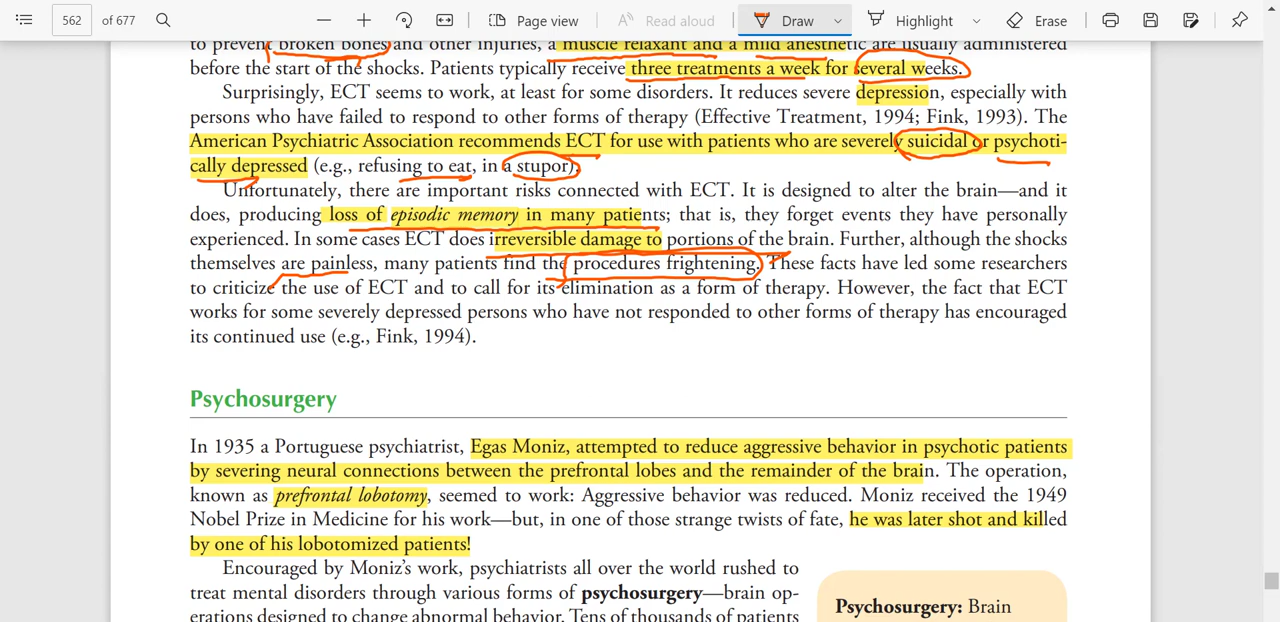 562 of 677 Page view Read aloud Draw Highlight Erase
to prevent broken bones and other injuries, a muscle relaxant and a mild anesthetic are usually administered
before the start of the shocks. Patients typically receive three treatments a week for several weeks.
Surprisingly, ECT seems to work, at least for some disorders. It reduces severe depression, especially with
persons who have failed to respond to other forms of therapy (Effective Treatment, 1994; Fink, 1993). The
American Psychiatric Association recommends ECT for use with patients who are severely suicidal or psychoti-
cally depressed (e.g., refusing to eat, in a stupor).
Unfortunately, there are important risks connected with ECT. It is designed to alter the brain—and it
does, producing loss of episodic memory in many patients; that is, they forget events they have personally
experienced. In some cases ECT does irreversible damage to portions of the brain. Further, although the shocks
themselves are painless, many patients find the procedures frightening. These facts have led some researchers
to criticize the use of ECT and to call for its elimination as a form of therapy. However, the fact that ECT
works for some severely depressed persons who have not responded to other forms of therapy has encouraged
its continued use (e.g., Fink, 1994).
Psychosurgery
In 1935 a Portuguese psychiatrist, Egas Moniz, attempted to reduce aggressive behavior in psychotic patients
by severing neural connections between the prefrontal lobes and the remainder of the brain. The operation,
known as prefrontal lobotomy, seemed to work: Aggressive behavior was reduced. Moniz received the 1949
Nobel Prize in Medicine for his work—but, in one of those strange twists of fate, he was later shot and killed
by one of his lobotomized patients!
Encouraged by Moniz's work, psychiatrists all over the world rushed to
treat mental disorders through various forms of psychosurgery—brain op-
erations designed to change abnormal behavior. Tens of thousands of patients
Psychosurgery: Brain